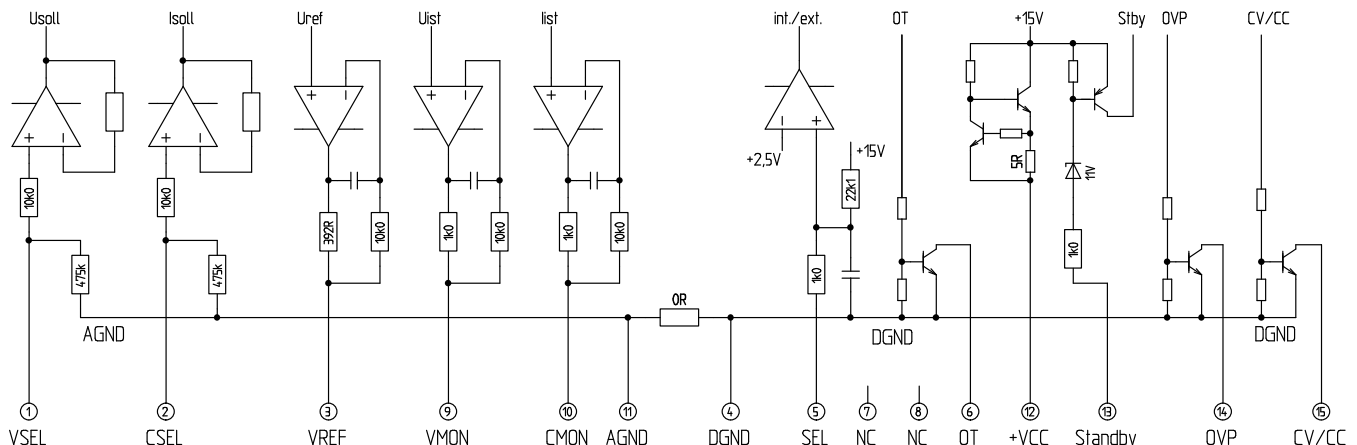 Usoll Isoll Uref Uist Iist int./ext. OT +15V Stby OVP CV/CC
+ - + - + - + - + - - +
+2,5V +15V
5R 11V
10k0 10k0 392R 10k0 1k0 10k0 1k0 10k0 22k1
475k 475k 1k0 1k0
0R
AGND DGND DGND
1 2 3 9 10 11 4 5 7 8 6 12 13 14 15
VSEL CSEL VREF VMON CMON AGND DGND SEL NC NC OT +VCC Standby OVP CV/CC